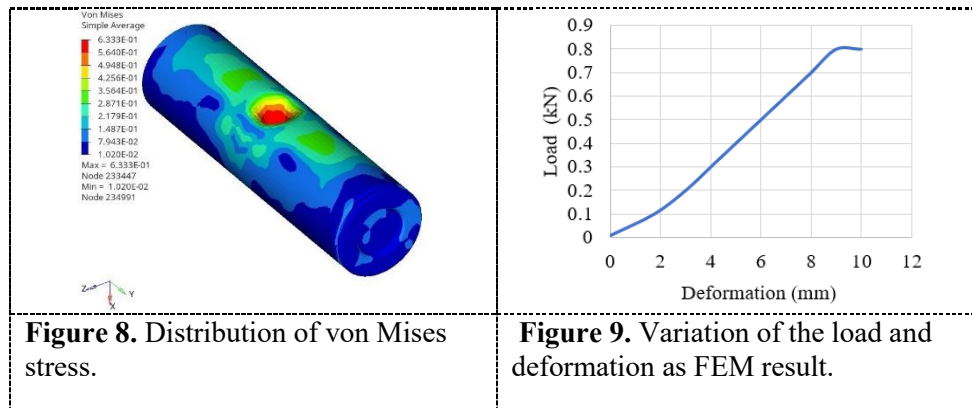 Von Mises
Simple Average
6.333E-01
5.640E-01
4.948E-01
4.256E-01
3.564E-01
2.871E-01
2.179E-01
1.487E-01
7.943E-02
1.020E-02
Max = 6.333E-01
Node 233447
Min = 1.020E-02
Node 234991
Z
Y
X
Figure 8. Distribution of von Mises
stress.
Load (kN)
0.9
0.8
0.7
0.6
0.5
0.4
0.3
0.2
0.1
0
0 2 4 6 8 10 12
Deformation (mm)
Figure 9. Variation of the load and
deformation as FEM result.